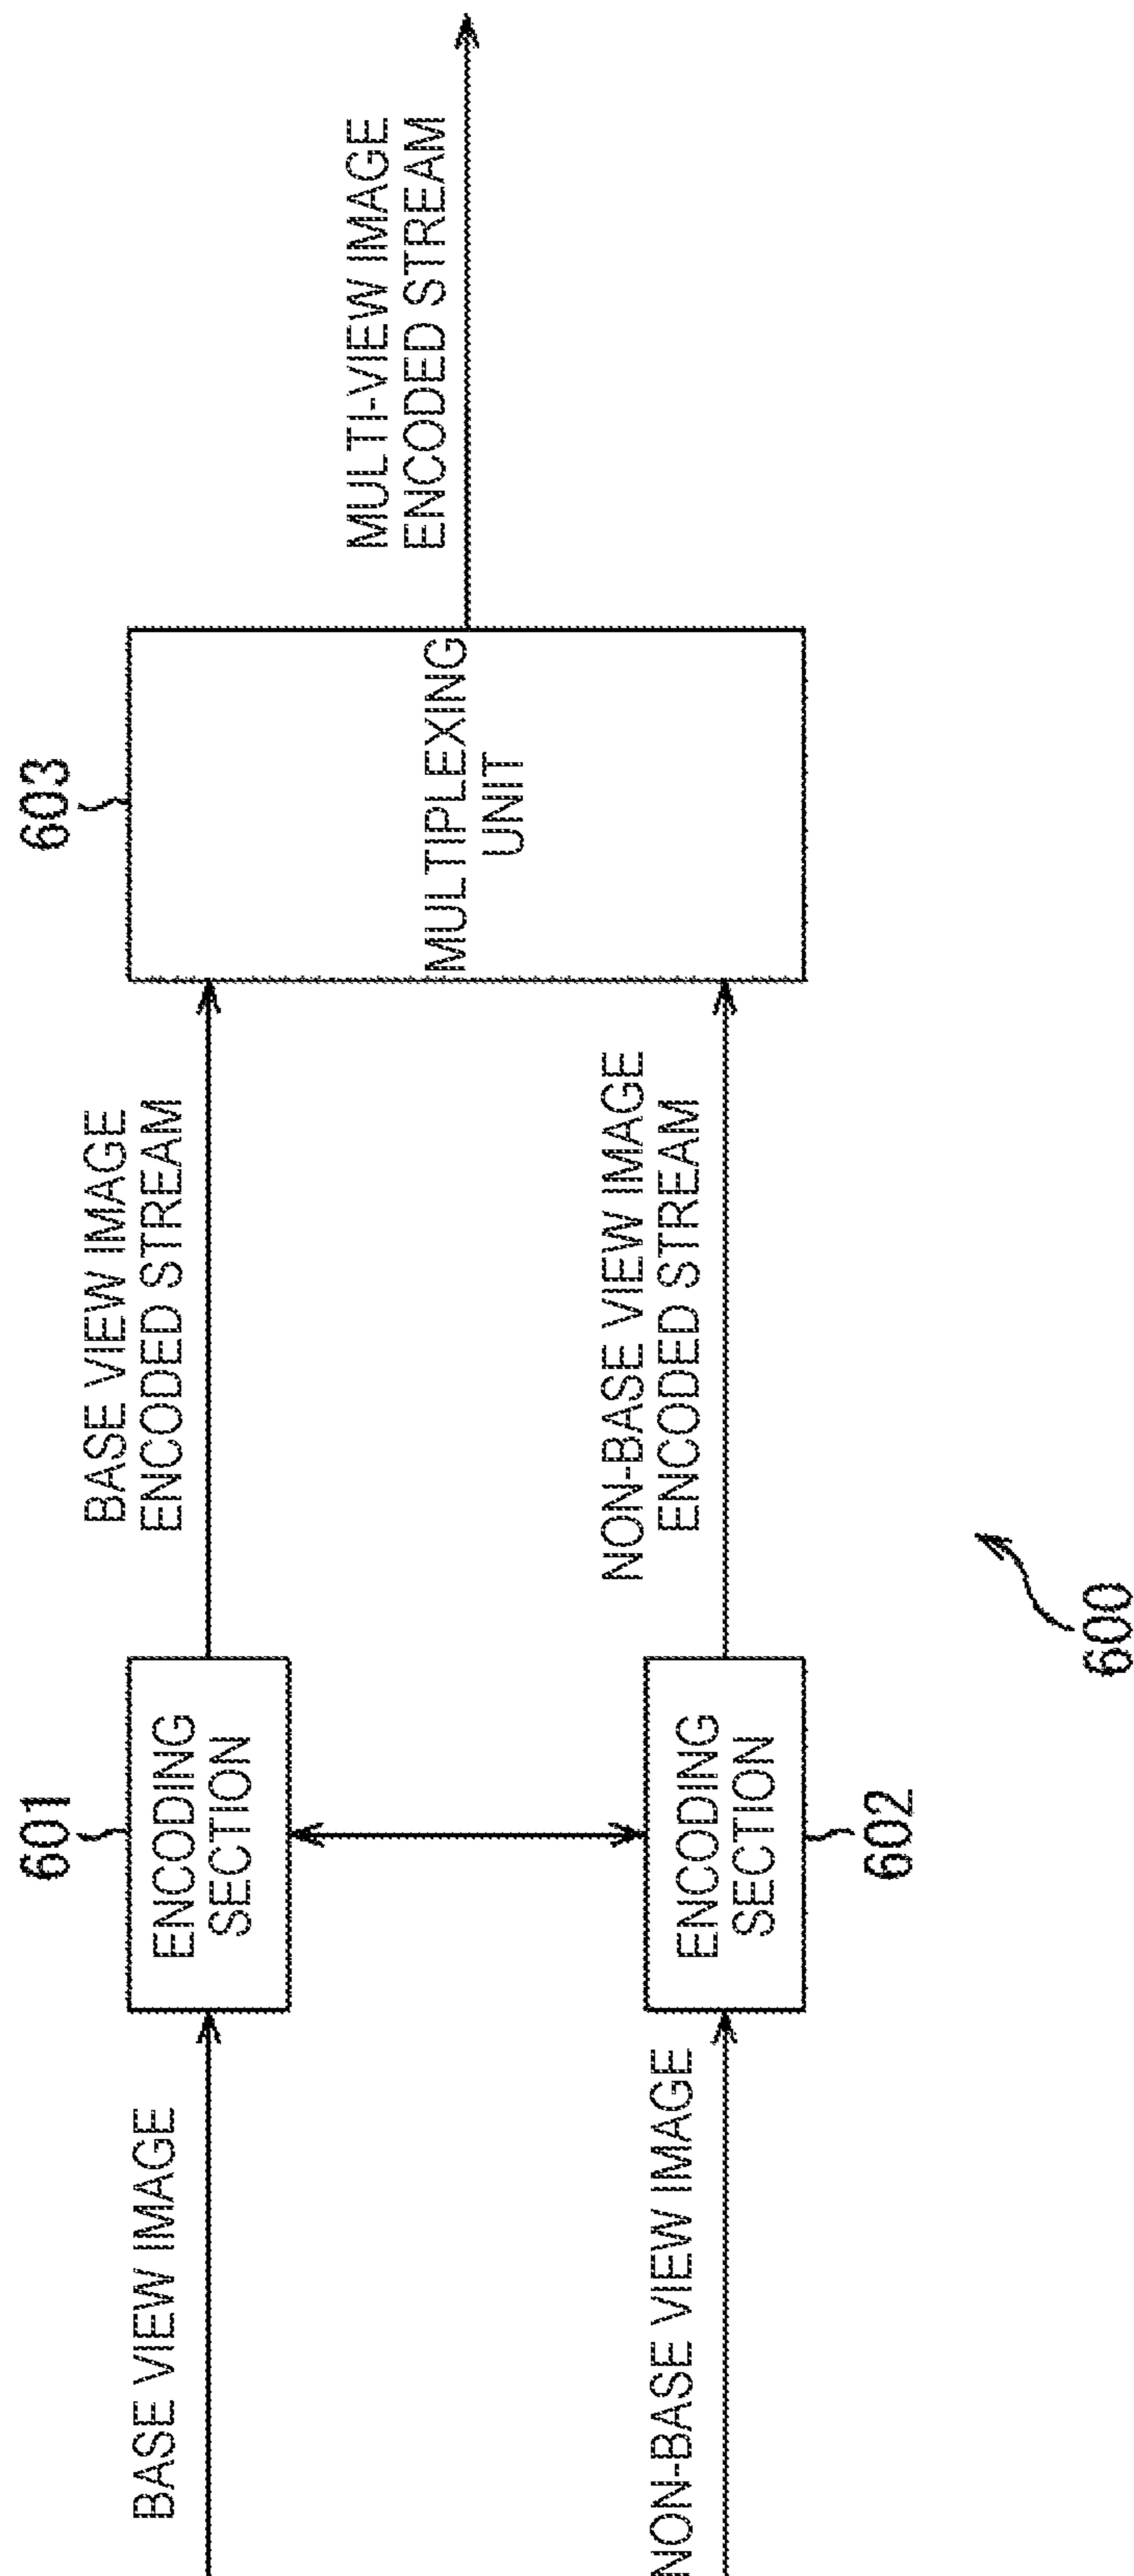 601
603
BASE VIEW IMAGE
ENCODING
SECTION
BASE VIEW IMAGE
ENCODED STREAM
MULTIPLEXING
UNIT
MULTI-VIEW IMAGE
ENCODED STREAM
NON-BASE VIEW IMAGE
ENCODING
SECTION
NON-BASE VIEW IMAGE
ENCODED STREAM
602
600